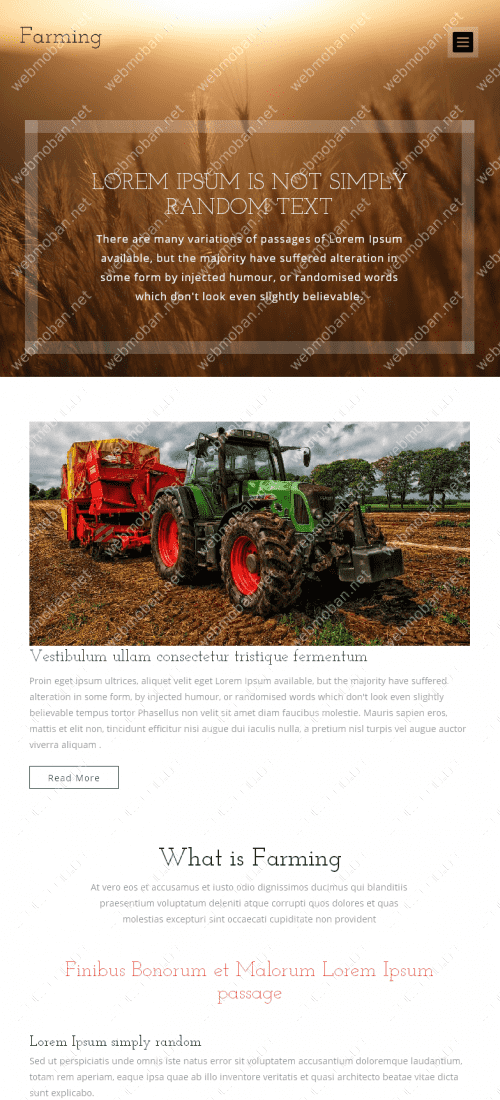 Farming
LOREM IPSUM IS NOT SIMPLY
RANDOM TEXT
There are many variations of passages of Lorem Ipsum
available, but the majority have suffered alteration in
some form by injected humour, or randomised words
which don't look even slightly believable.
Vestibulum ullam consectetur tristique fermentum
Proin eget ipsum ultrices, aliquet velit eget Lorem Ipsum available, but the majority have suffered
alteration in some form, by injected humour, or randomised words which don't look even slightly
believable tempus tortor Phasellus non velit sit amet diam faucibus molestie. Mauris sapien eros,
mattis et elit non, tincidunt efficitur nisi augue dui iaculis nulla, a pretium nisl turpis vel augue auctor
viverra aliquam .
Read More
What is Farming
At vero eos et accusamus et iusto odio dignissimos ducimus qui blanditiis
praesentium voluptatum deleniti atque corrupti quos dolores et quas
molestias excepturi sint occaecati cupiditate non provident
Finibus Bonorum et Malorum Lorem Ipsum
passage
Lorem Ipsum simply random
Sed ut perspiciatis unde omnis iste natus error sit voluptatem accusantium doloremque laudantium,
totam rem aperiam, eaque ipsa quae ab illo inventore veritatis et quasi architecto beatae vitae dicta
sunt explicabo.
webmoban.net